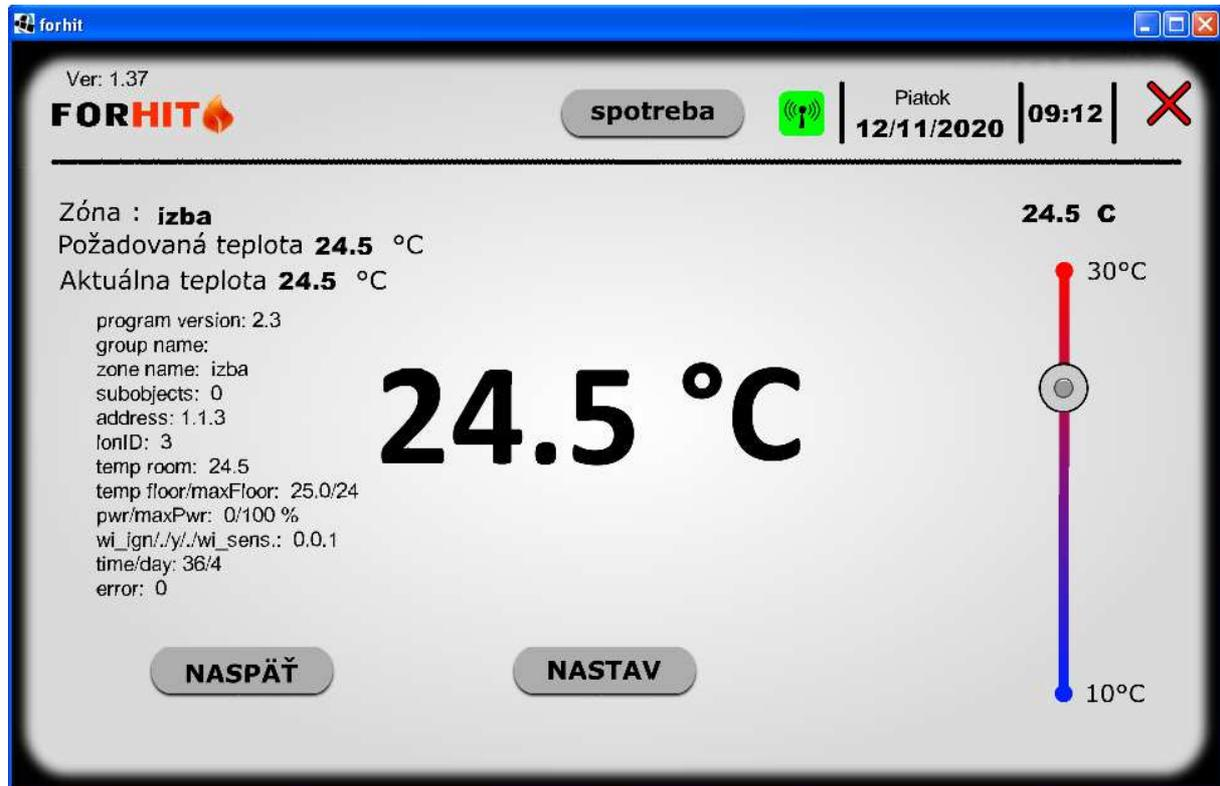 forhit
Ver: 1.37
FORHIT
spotreba
Piatok
12/11/2020
09:12
Zóna : izba
Požadovaná teplota 24.5 °C
Aktuálna teplota 24.5 °C
24.5 C
30°C
program version: 2.3
group name:
zone name: izba
subobjects: 0
address: 1.1.3
lonID: 3
temp room: 24.5
temp floor/maxFloor: 25.0/24
pwr/maxPwr: 0/100 %
wi_ign/./y/./wi_sens.: 0.0.1
time/day: 36/4
error: 0
24.5 °C
NASPÄŤ
NASTAV
10°C